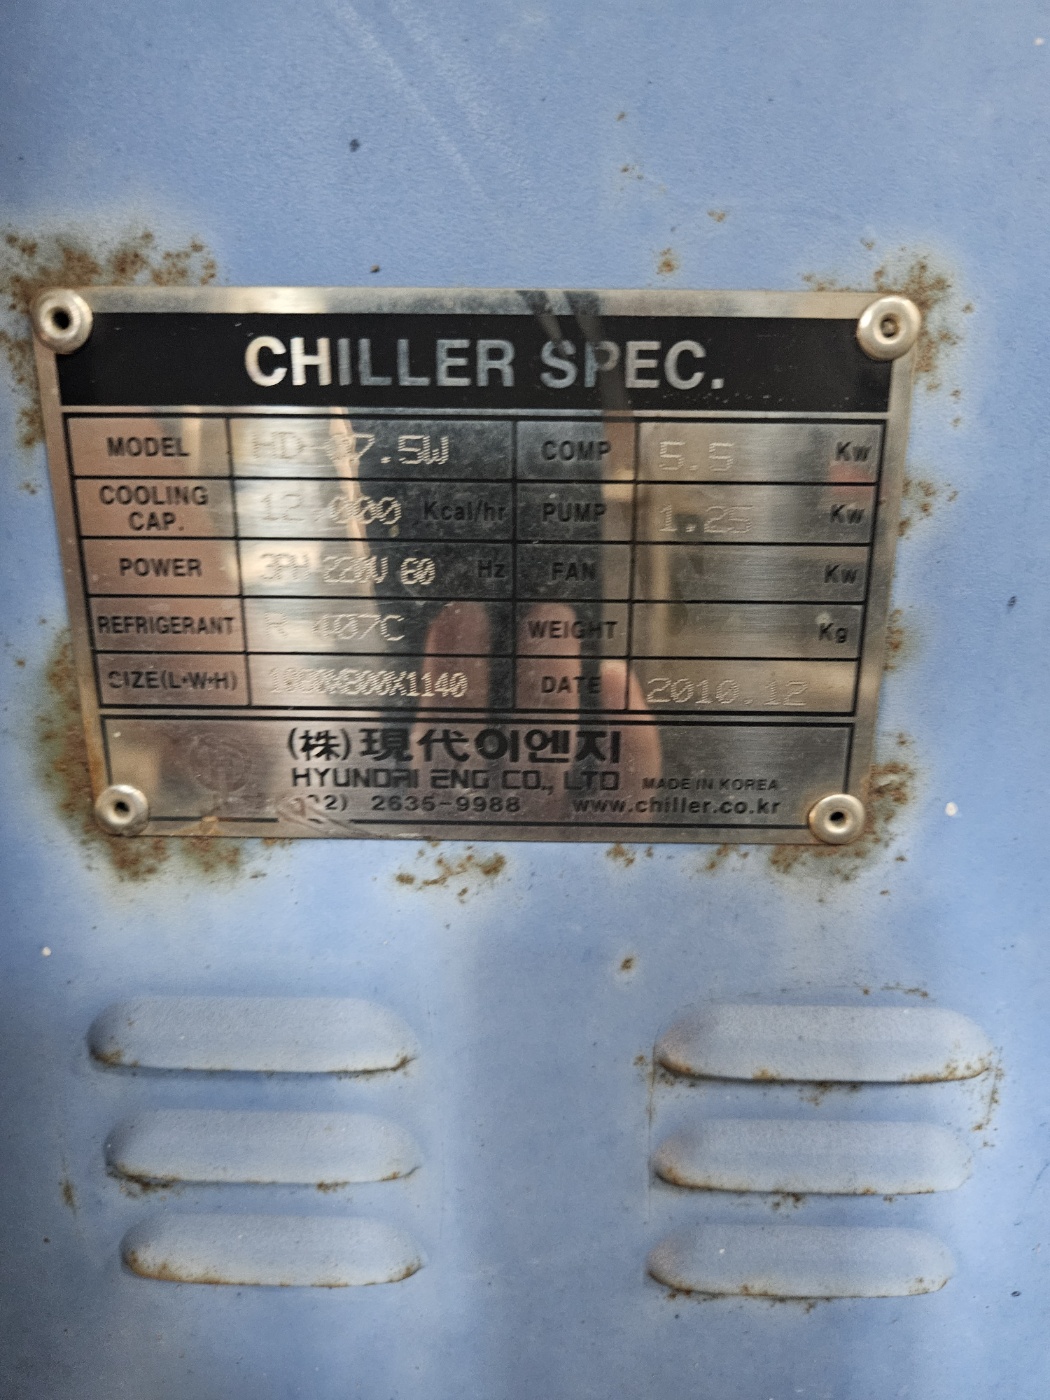 CHILLER SPEC.
MODEL HD-07.5W COMP 5.5 Kw
COOLING CAP. 12,000 Kcal/hr PUMP 1.25 Kw
POWER 3PH 220V 60 Hz FAN Kw
REFRIGERANT R-407C WEIGHT Kg
SIZE(L*W*H) DATE 2010.12
(株)現代이엔지
HYUNDAI ENG CO., LTD MADE IN KOREA
2635-9988 www.chiller.co.kr